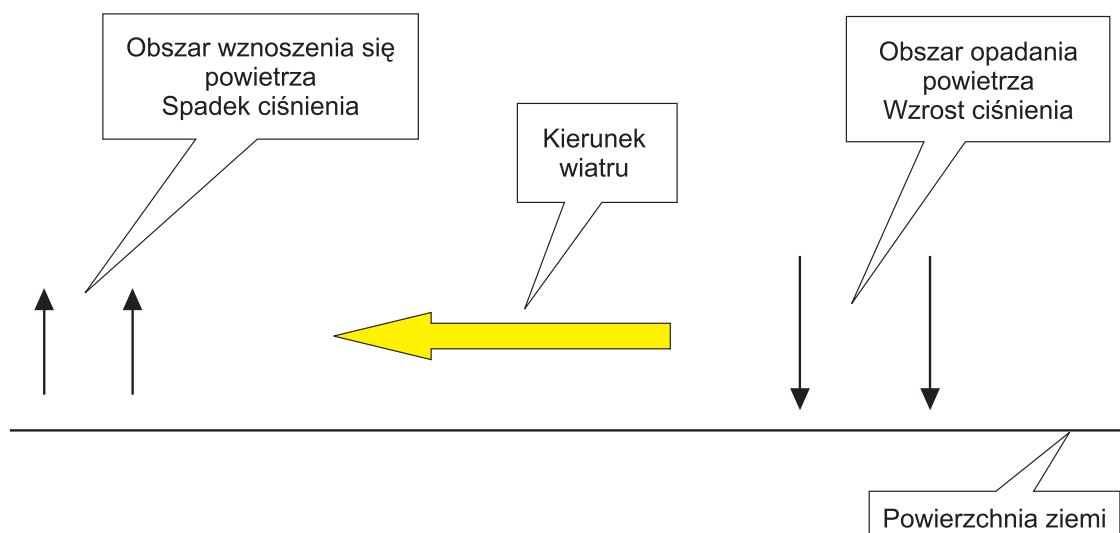 Obszar wznoszenia się
powietrza
Spadek ciśnienia
Kierunek
wiatru
Obszar opadania
powietrza
Wzrost ciśnienia
Powierzchnia ziemi